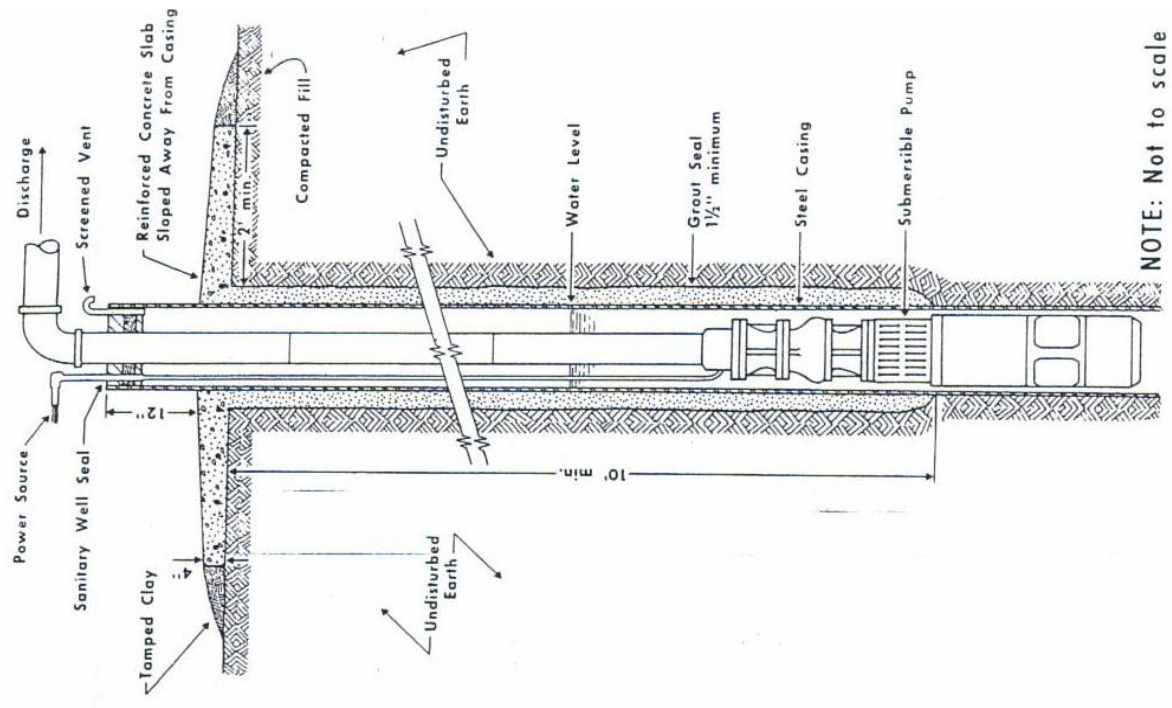 Discharge
Screened Vent
Reinforced Concrete Slab
Sloped Away From Casing
2' min.
Compacted Fill
Undisturbed
Earth
Water Level
Grout Seal
1½" minimum
Steel Casing
Submersible Pump
NOTE: Not to scale
Power Source
Sanitary Well Seal
12"
4"
Tamped Clay
Undisturbed
Earth
10' min.